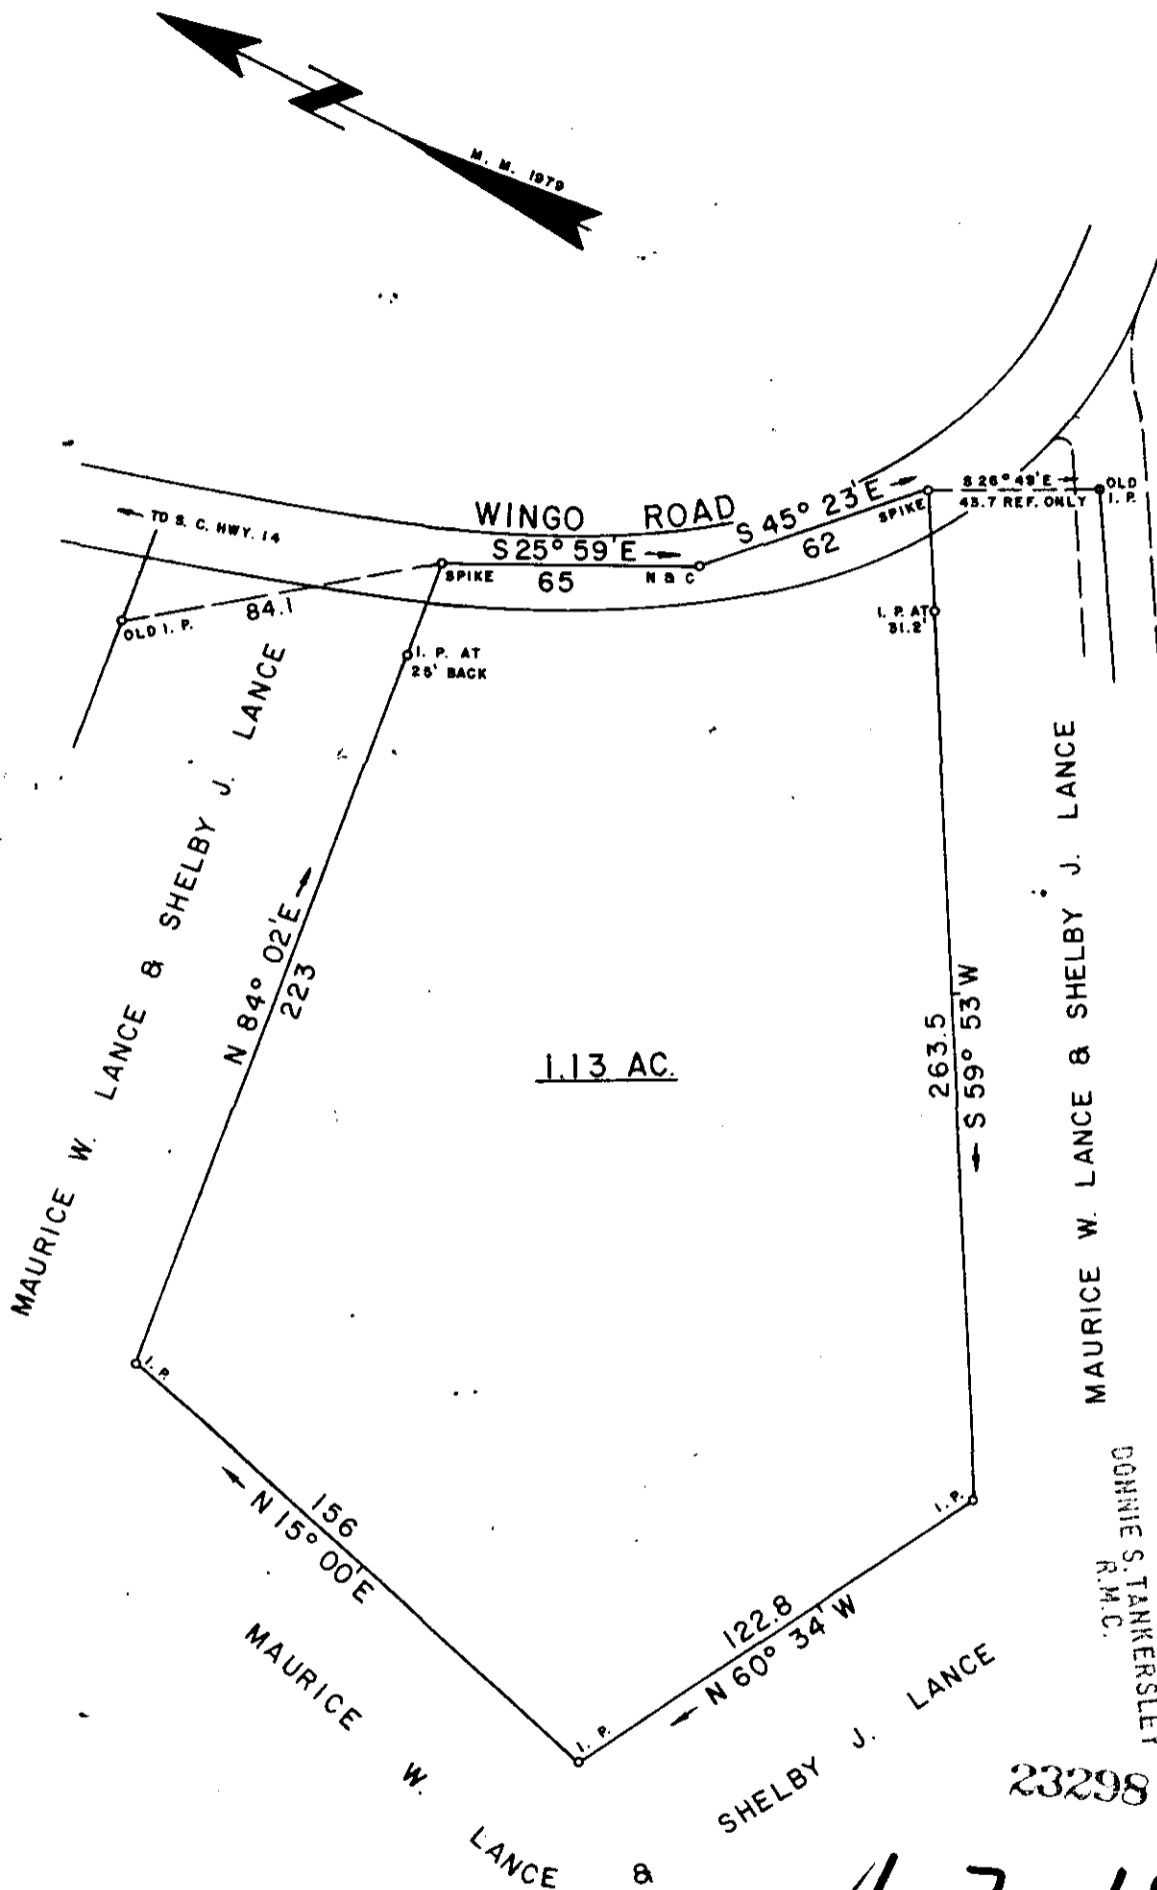 N
M. M. 1979
WINGO ROAD
TO S. C. HWY. 14
S 25° 59' E
65
SPIKE
N & C
S 45° 23' E
62
SPIKE
S 26° 49' E
43.7 REF. ONLY
OLD
I. P.
84.1
OLD I. P.
I. P. AT
25' BACK
I. P. AT
31.2'
MAURICE W. LANCE & SHELBY J. LANCE
N 84° 02' E
223
1.13 AC.
263.5
S 59° 53' W
MAURICE W. LANCE & SHELBY J. LANCE
I. P.
I. P.
156
N 15° 00' E
122.8
N 60° 34' W
I. P.
MAURICE W. LANCE & SHELBY J. LANCE
DONNIE S. TANKERSLEY
R.M.C.
23298